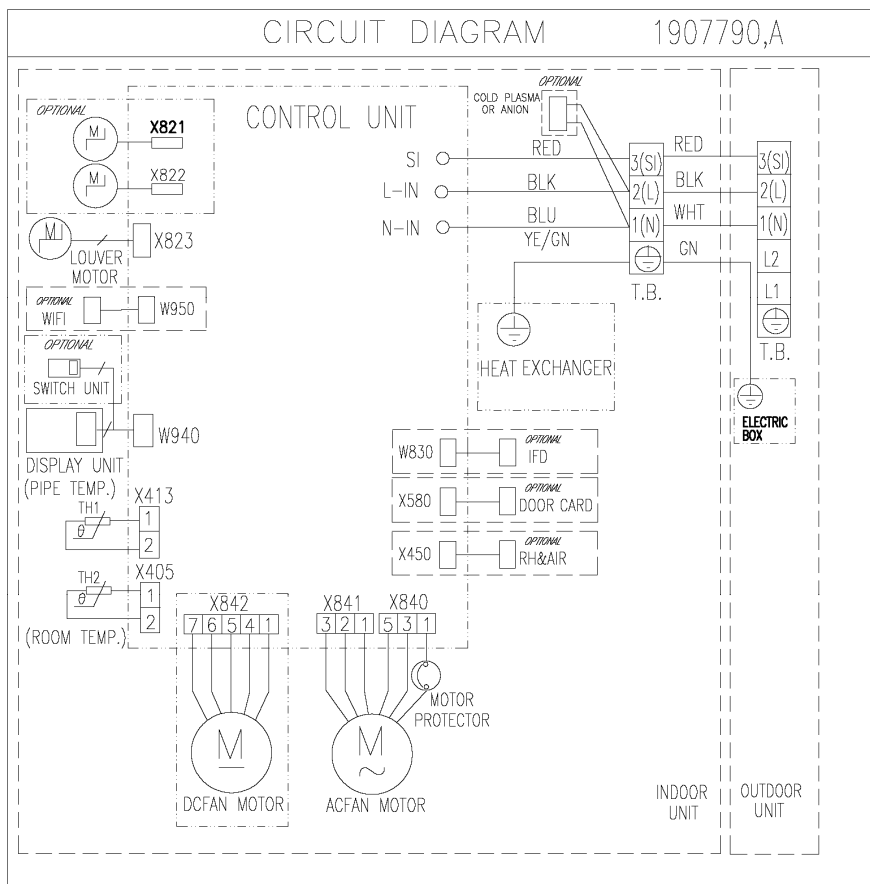 CIRCUIT DIAGRAM 1907790,A
OPTIONAL
M
X821
M
X822
M
LOUVER
MOTOR
X823
OPTIONAL
WIFI
W950
OPTIONAL
SWITCH UNIT
DISPLAY UNIT
W940
(PIPE TEMP.)
TH1
θ
X413
1
2
TH2
θ
X405
1
2
(ROOM TEMP.)
CONTROL UNIT
SI
L-IN
N-IN
OPTIONAL
COLD PLASMA
OR ANION
RED
BLK
BLU
YE/GN
3(SI)
2(L)
1(N)
T.B.
RED
BLK
WHT
GN
3(SI)
2(L)
1(N)
L2
L1
T.B.
HEAT EXCHANGER
ELECTRIC
BOX
W830
OPTIONAL
IFD
X580
OPTIONAL
DOOR CARD
X450
OPTIONAL
RH&AIR
X842
7 6 5 4 1
M
DCFAN MOTOR
X841
3 2 1
X840
5 3 1
MOTOR
PROTECTOR
M
~
ACFAN MOTOR
INDOOR
UNIT
OUTDOOR
UNIT